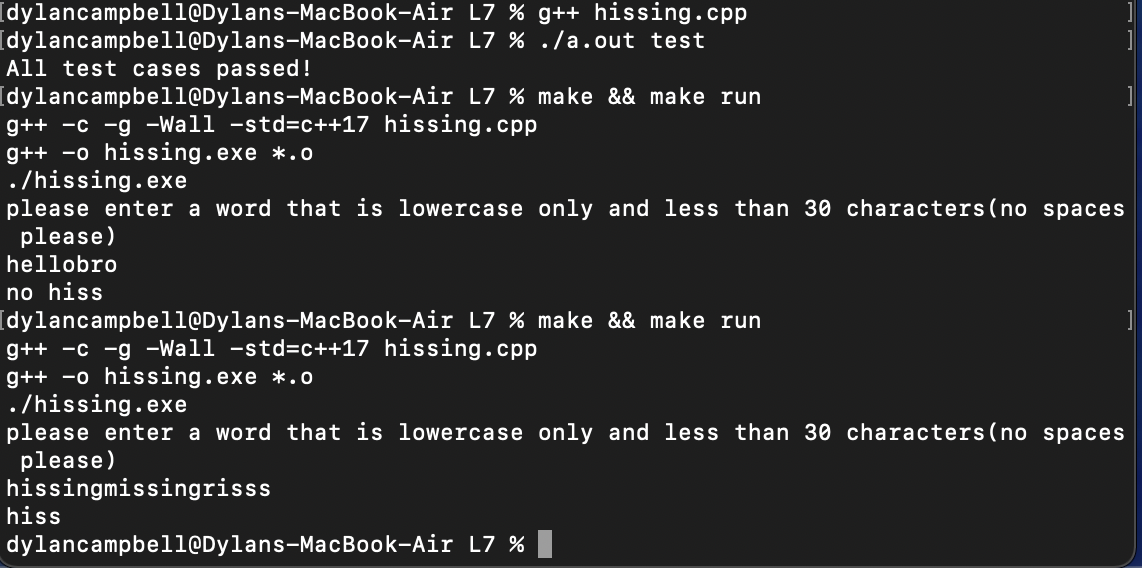 [dylancampbell@Dylans-MacBook-Air L7 % g++ hissing.cpp ]
[dylancampbell@Dylans-MacBook-Air L7 % ./a.out test ]
All test cases passed!
[dylancampbell@Dylans-MacBook-Air L7 % make && make run ]
g++ -c -g -Wall -std=c++17 hissing.cpp
g++ -o hissing.exe *.o
./hissing.exe
please enter a word that is lowercase only and less than 30 characters(no spaces
 please)
hellobro
no hiss
[dylancampbell@Dylans-MacBook-Air L7 % make && make run ]
g++ -c -g -Wall -std=c++17 hissing.cpp
g++ -o hissing.exe *.o
./hissing.exe
please enter a word that is lowercase only and less than 30 characters(no spaces
 please)
hissingmissingrisss
hiss
dylancampbell@Dylans-MacBook-Air L7 %